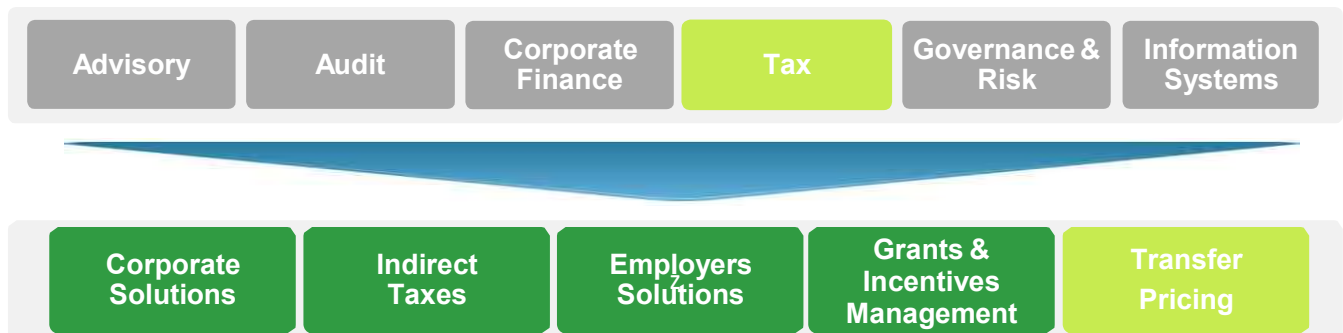 Advisory
Audit
Corporate
Finance
Tax
Governance &
Risk
Information
Systems
Corporate
Solutions
Indirect
Taxes
Employers
Solutions
7
Grants &
Incentives
Management
Transfer
Pricing